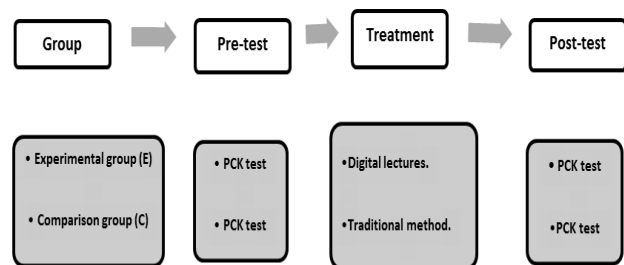 Group
Pre-test
Treatment
Post-test
• Experimental group (E)
• PCK test
•Digital lectures.
• PCK test
• Comparison group (C)
• PCK test
•Traditional method.
•PCK test